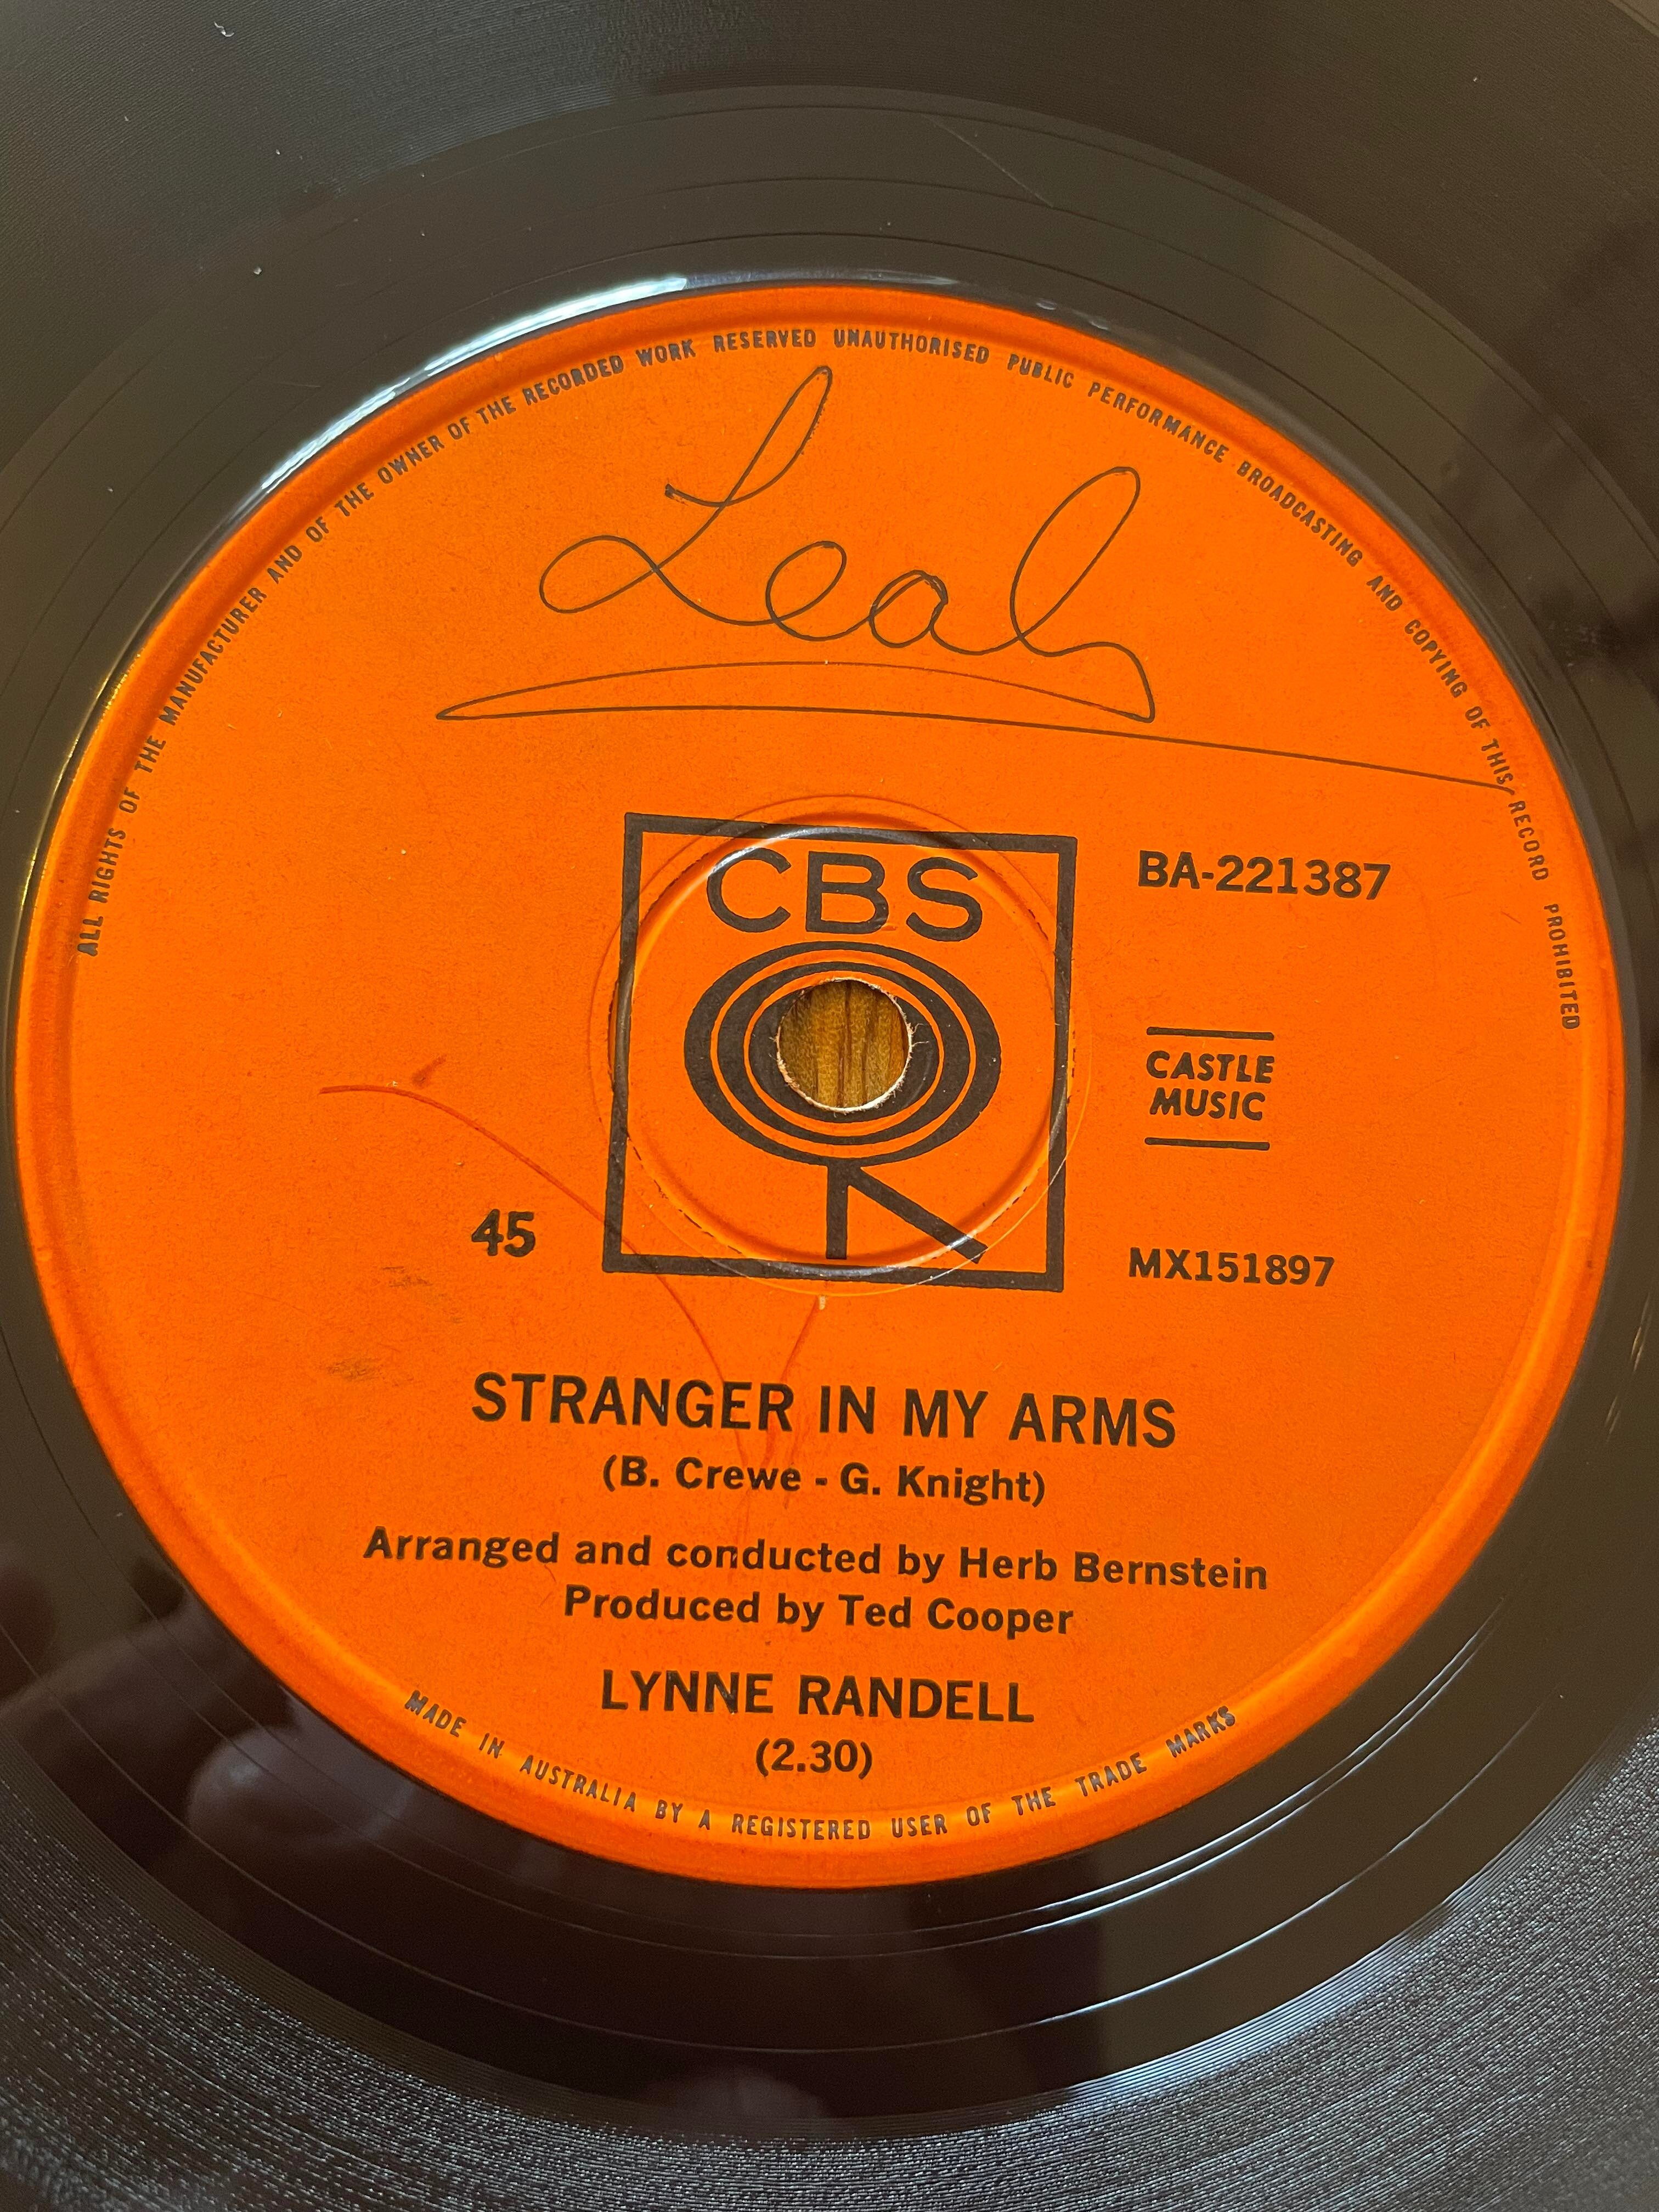 ALL RIGHTS OF THE MANUFACTURER AND OF THE OWNER OF THE RECORDED WORK RESERVED UNAUTHORISED PUBLIC PERFORMANCE BROADCASTING AND COPYING OF THIS RECORD PROHIBITED
Leah
CBS
BA-221387
CASTLE
MUSIC
45
MX151897
STRANGER IN MY ARMS
(B. Crewe - G. Knight)
Arranged and conducted by Herb Bernstein
Produced by Ted Cooper
LYNNE RANDELL
(2.30)
MADE IN AUSTRALIA BY A REGISTERED USER OF THE TRADE MARKS